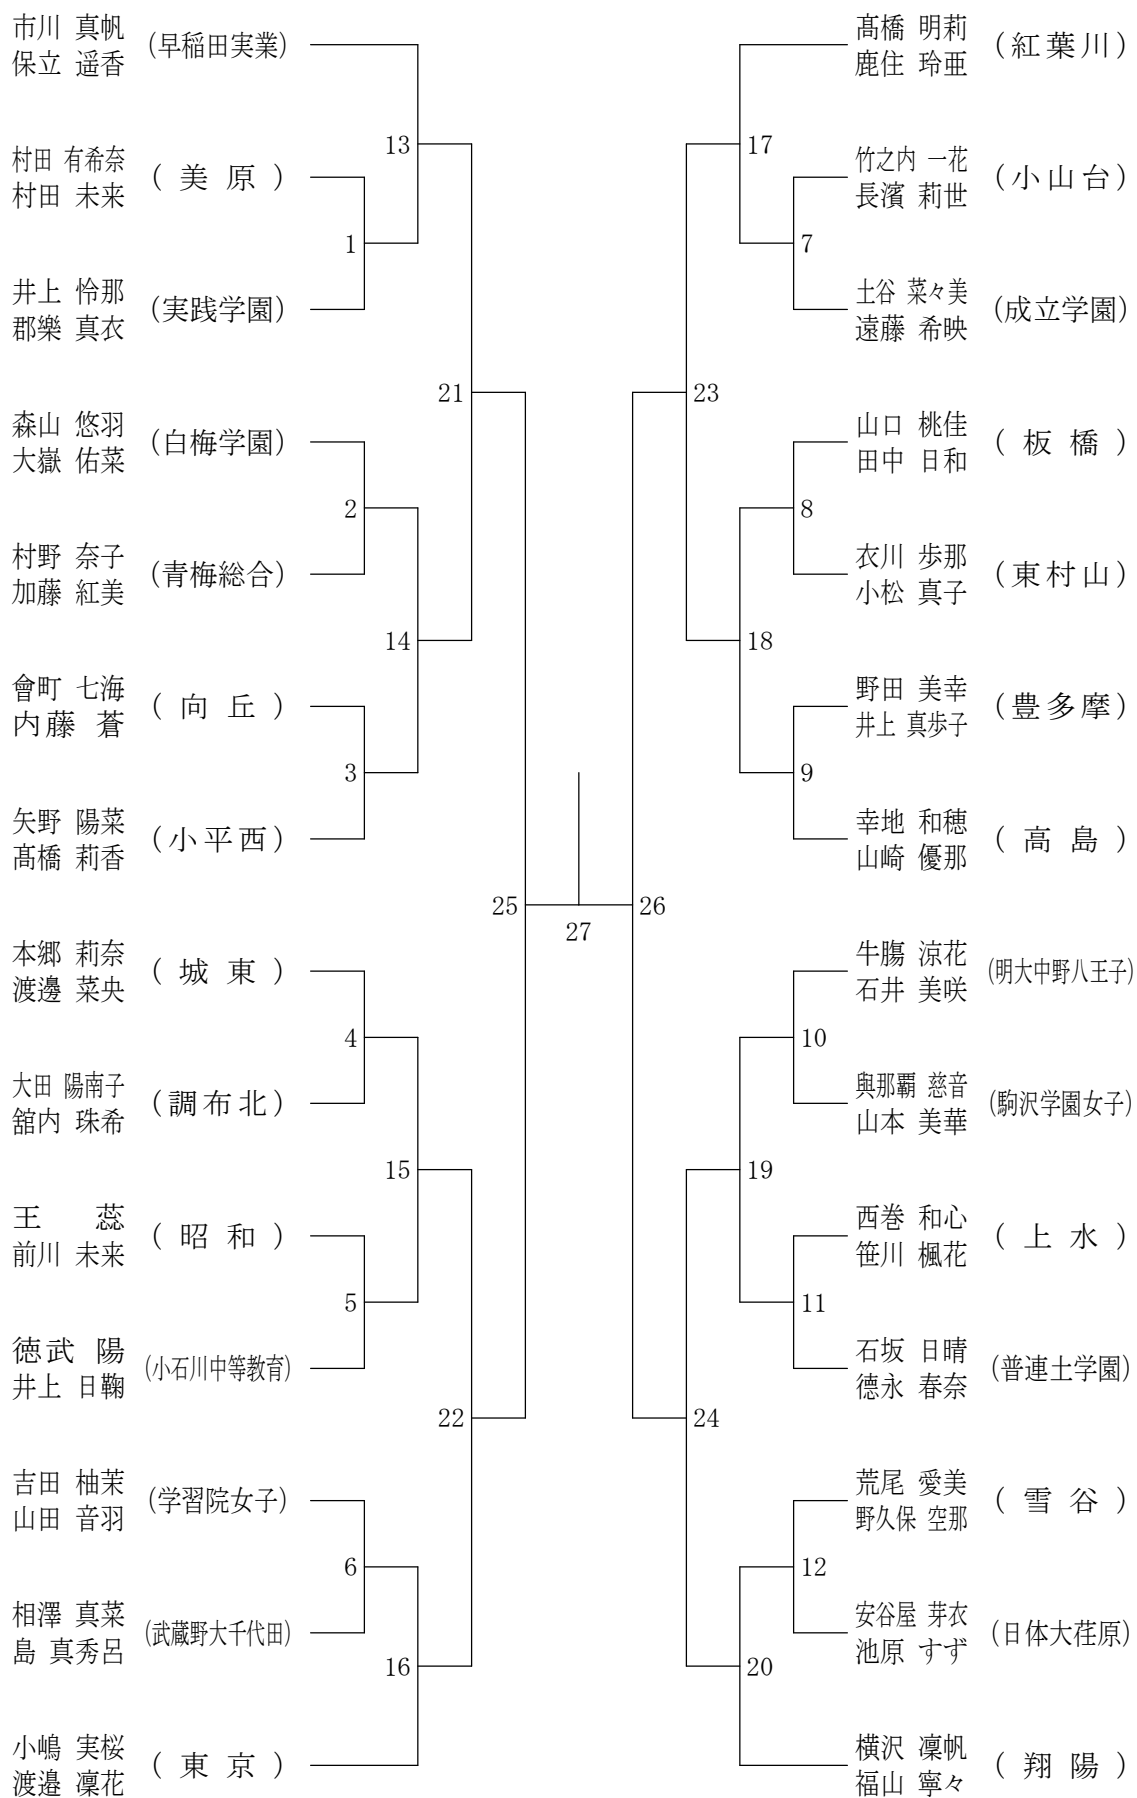 市川 真帆
保立 遥香
(早稲田実業)
村田 有希奈
村田 未来
(美原)
井上 怜那
郡樂 真衣
(実践学園)
森山 悠羽
大嶽 佑菜
(白梅学園)
村野 奈子
加藤 紅美
(青梅総合)
會町 七海
内藤 蒼
(向丘)
矢野 陽菜
髙橋 莉香
(小平西)
本郷 莉奈
渡邊 菜央
(城東)
大田 陽南子
舘内 珠希
(調布北)
王 蕊
前川 未来
(昭和)
徳武 陽
井上 日鞠
(小石川中等教育)
吉田 柚茉
山田 音羽
(学習院女子)
相澤 真菜
島 真秀呂
(武蔵野大千代田)
小嶋 実桜
渡邉 凜花
(東京)
1
2
3
4
5
6
13
14
15
16
21
22
25
27
26
23
24
17
18
19
20
7
8
9
10
11
12
髙橋 明莉
鹿住 玲亜
(紅葉川)
竹之内 一花
長濱 莉世
(小山台)
土谷 菜々美
遠藤 希映
(成立学園)
山口 桃佳
田中 日和
(板橋)
衣川 歩那
小松 真子
(東村山)
野田 美幸
井上 真歩子
(豊多摩)
幸地 和穂
山崎 優那
(高島)
牛膓 涼花
石井 美咲
(明大中野八王子)
與那覇 慈音
山本 美華
(駒沢学園女子)
西巻 和心
笹川 楓花
(上水)
石坂 日晴
德永 春奈
(普連土学園)
荒尾 愛美
野久保 空那
(雪谷)
安谷屋 芽衣
池原 すず
(日体大荏原)
横沢 凜帆
福山 寧々
(翔陽)